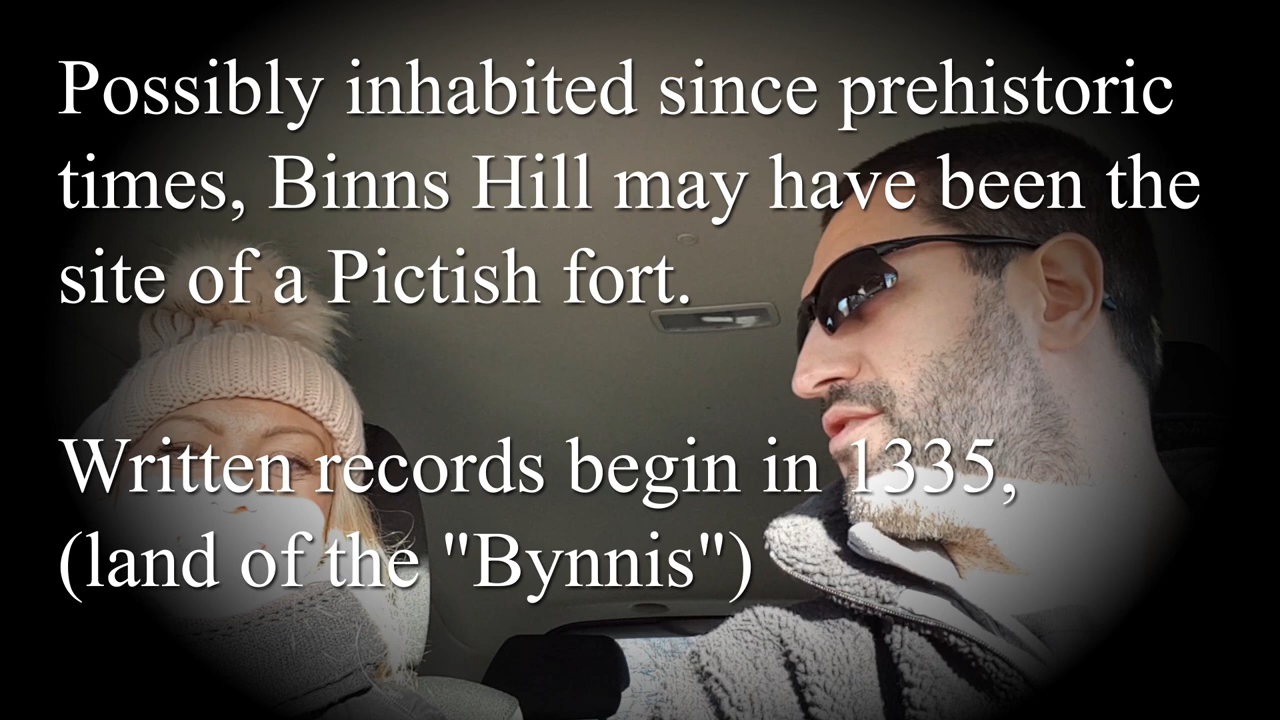 Possibly inhabited since prehistoric
times, Binns Hill may have been the
site of a Pictish fort.
Written records begin in 1335,
(land of the "Bynnis")